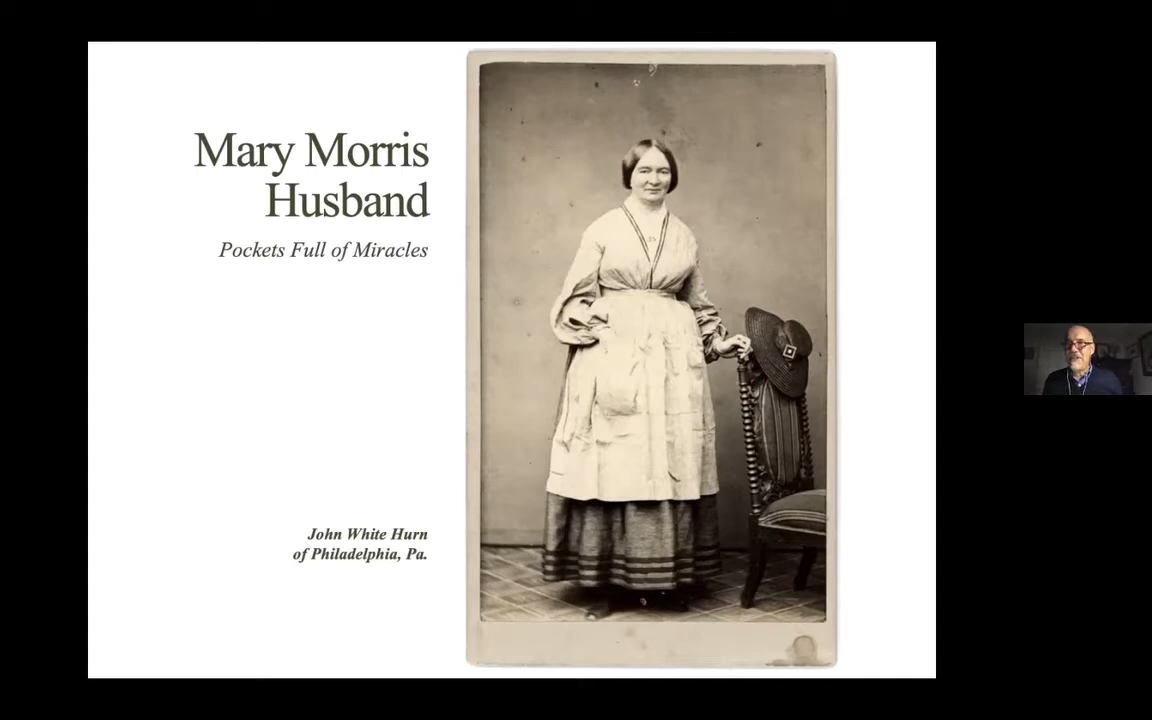 Mary Morris
Husband
Pockets Full of Miracles
John White Hurn
of Philadelphia, Pa.